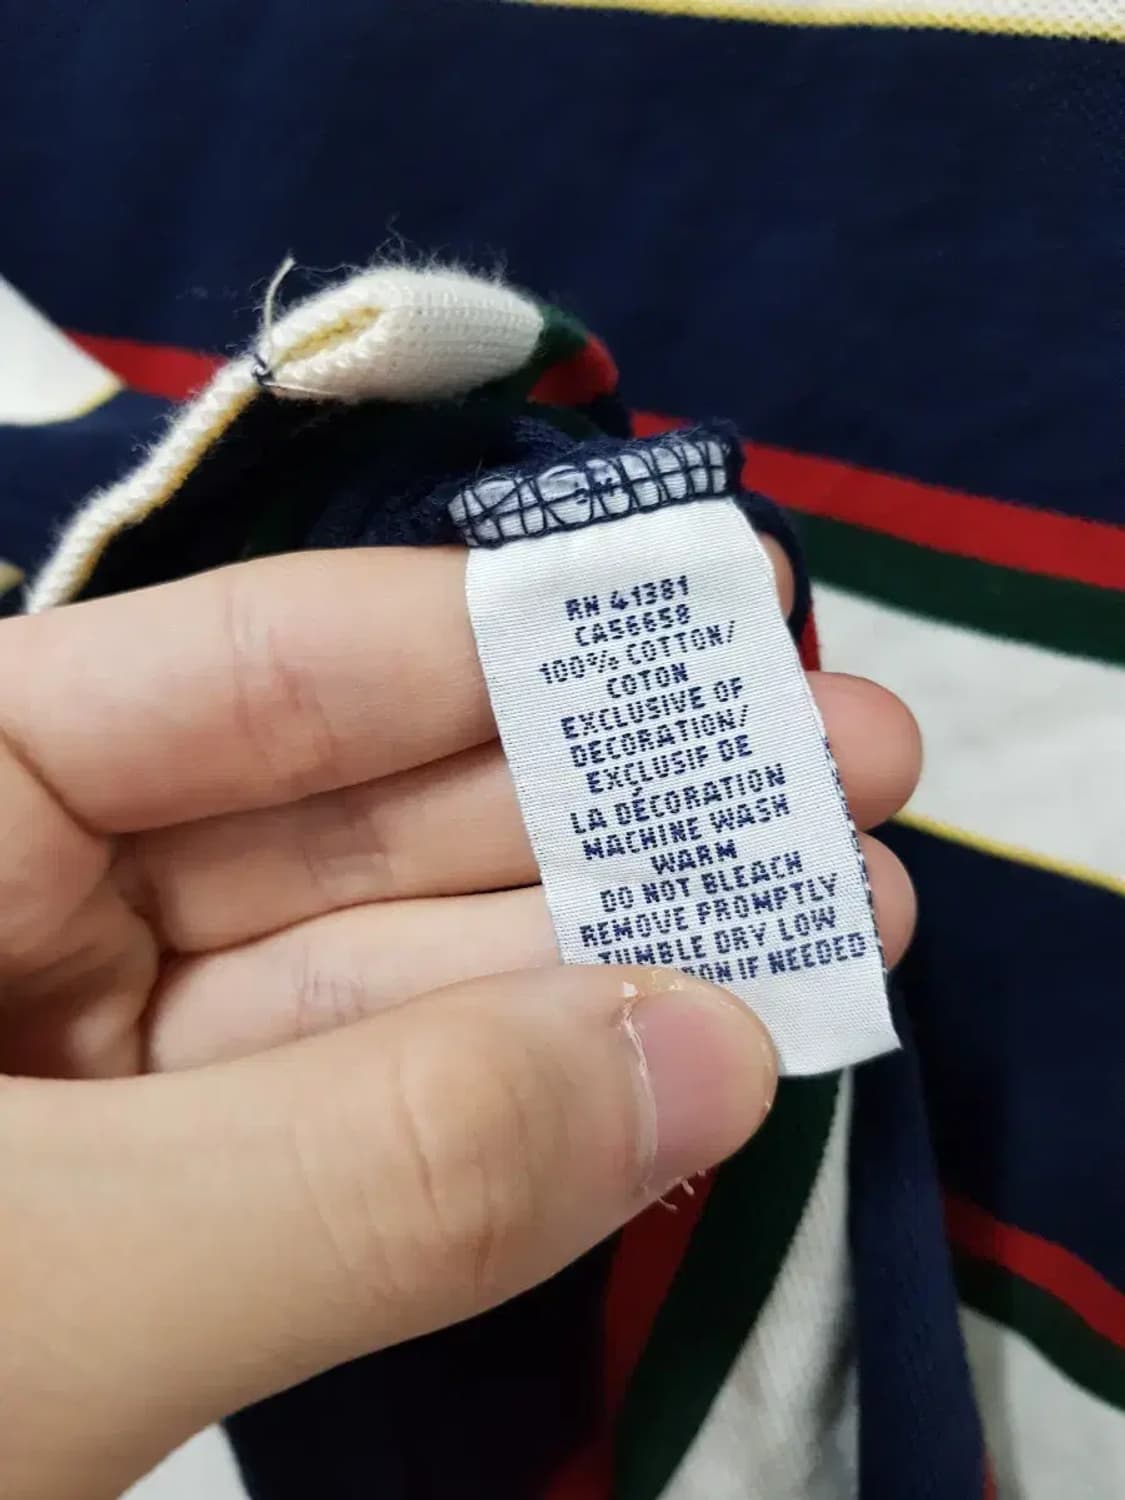 RN 41381
CA56658
100% COTTON/
COTON
EXCLUSIVE OF
DECORATION/
EXCLUSIF DE
LA DÉCORATION
MACHINE WASH
WARM
DO NOT BLEACH
REMOVE PROMPTLY
TUMBLE DRY LOW
IF NEEDED